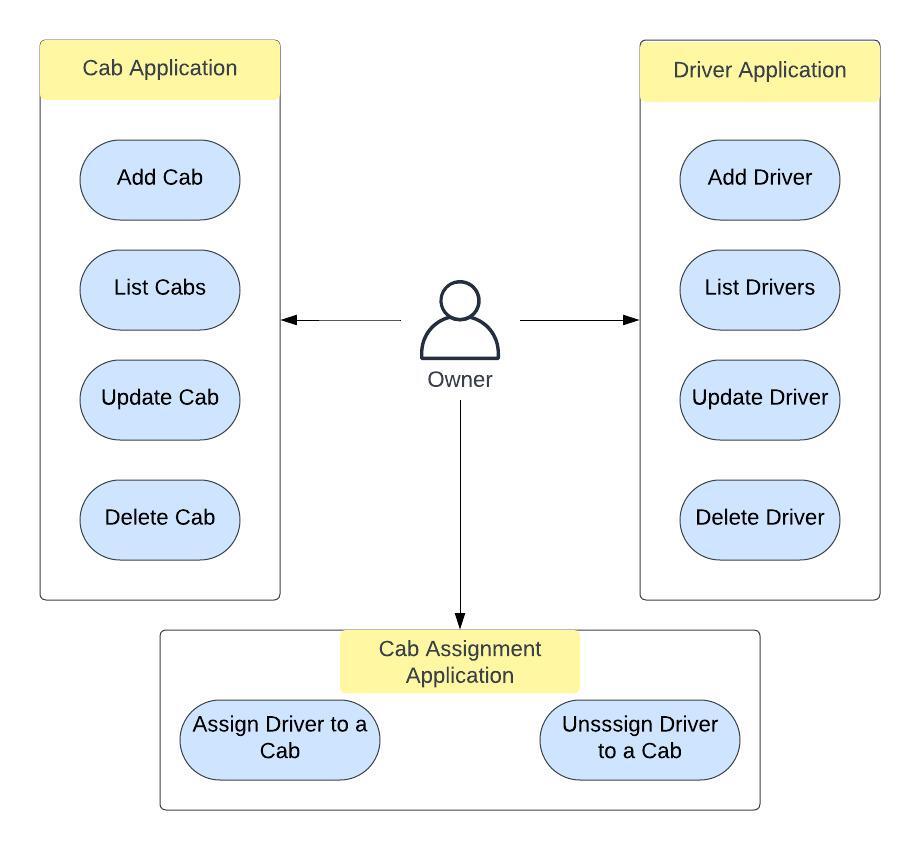 Cab Application
Add Cab
List Cabs
Update Cab
Delete Cab
Owner
Driver Application
Add Driver
List Drivers
Update Driver
Delete Driver
Cab Assignment
Application
Assign Driver to a
Cab
Unsssign Driver
to a Cab